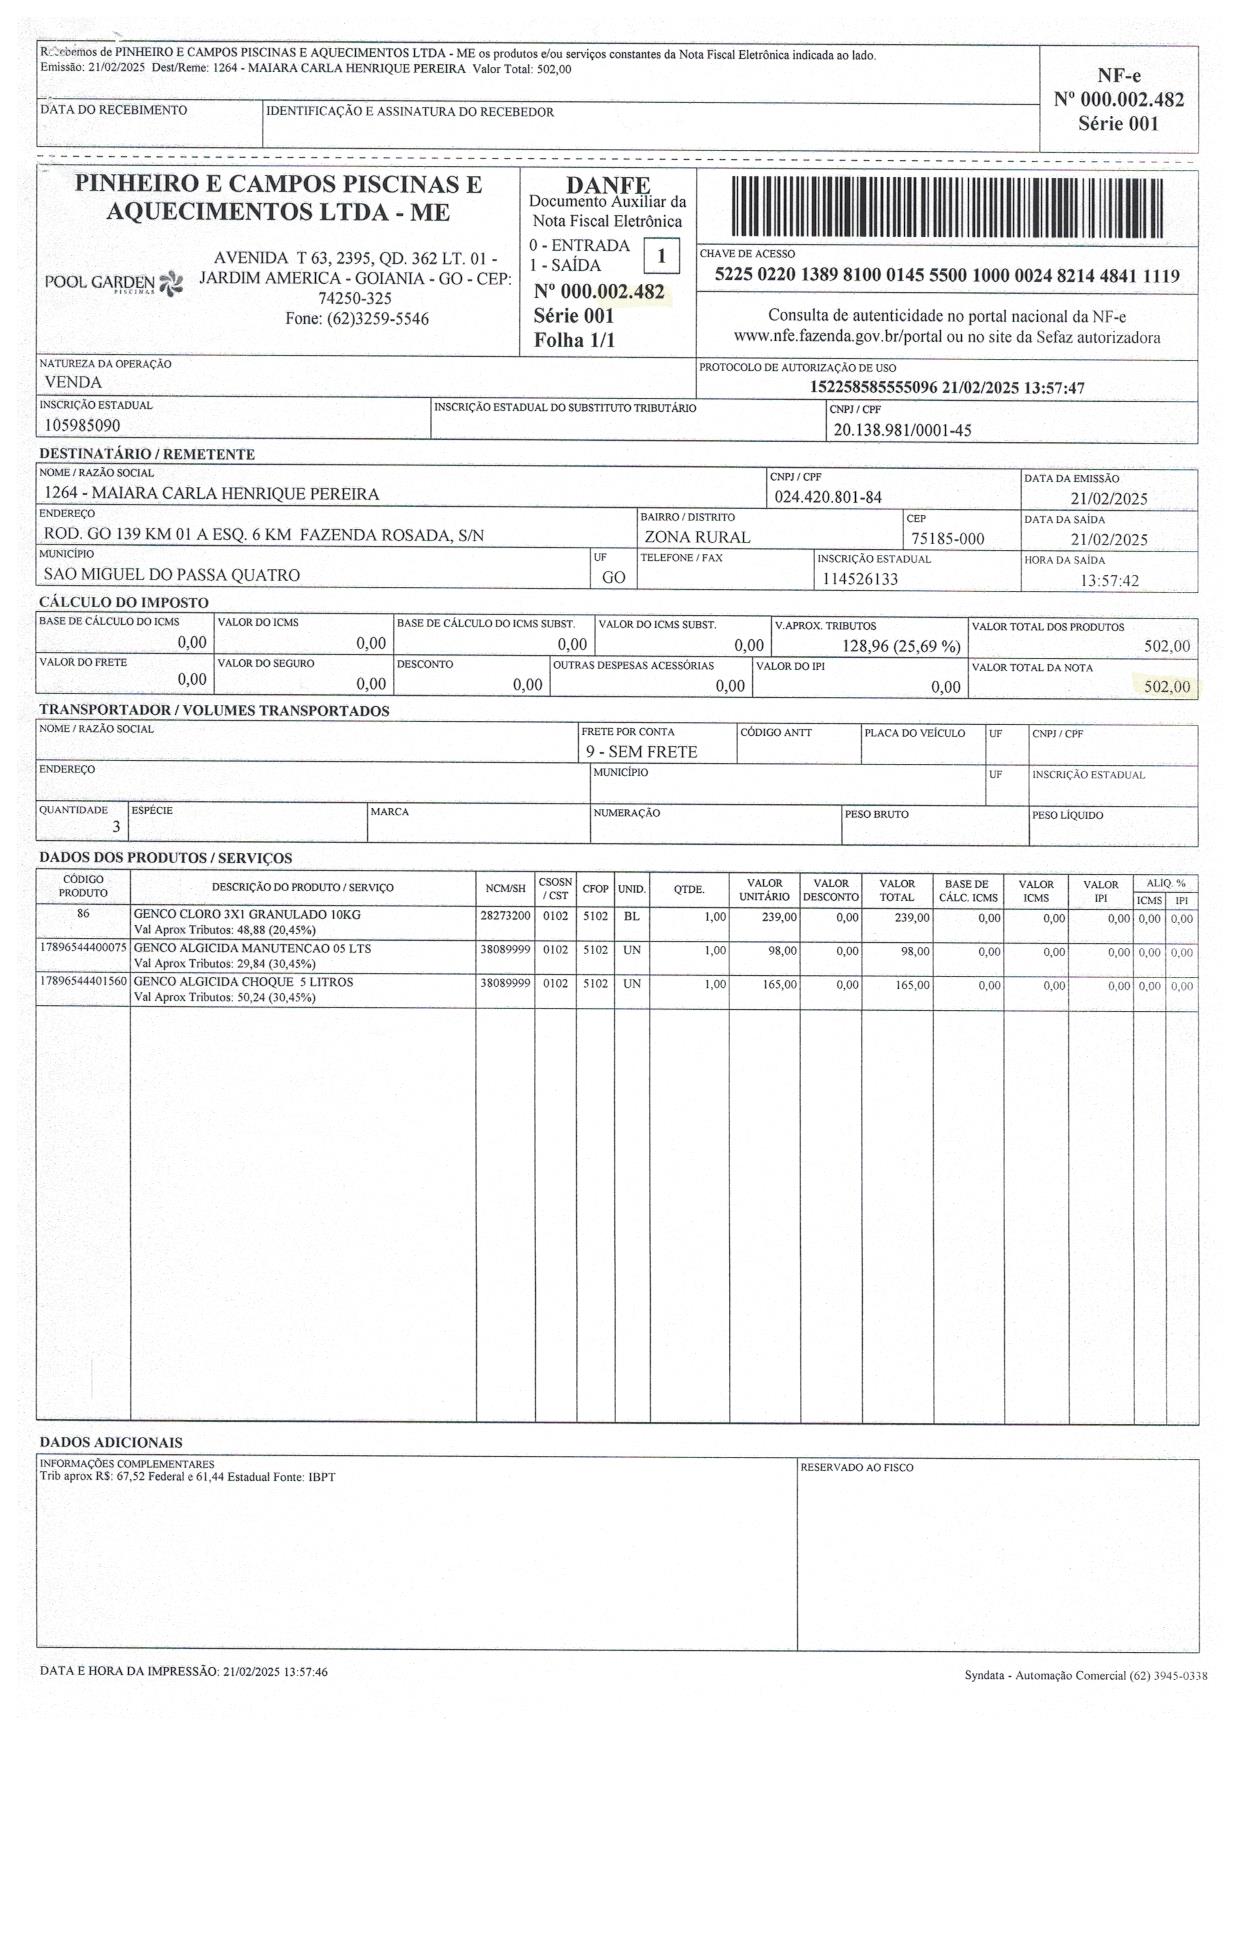 Recebemos de PINHEIRO E CAMPOS PISCINAS E AQUECIMENTOS LTDA - ME os produtos e/ou serviços constantes da Nota Fiscal Eletrônica indicada ao lado.
Emissão: 21/02/2025 Dest/Reme: 1264 - MAIARA CARLA HENRIQUE PEREIRA Valor Total: 502,00
NF-e
Nº 000.002.482
Série 001
DATA DO RECEBIMENTO
IDENTIFICAÇÃO E ASSINATURA DO RECEBEDOR
PINHEIRO E CAMPOS PISCINAS E
AQUECIMENTOS LTDA - ME
POOL GARDEN
PISCINAS
AVENIDA T 63, 2395, QD. 362 LT. 01 -
JARDIM AMERICA - GOIANIA - GO - CEP:
74250-325
Fone: (62)3259-5546
DANFE
Documento Auxiliar da
Nota Fiscal Eletrônica
0 - ENTRADA
1 - SAÍDA
1
Nº 000.002.482
Série 001
Folha 1/1
CHAVE DE ACESSO
5225 0220 1389 8100 0145 5500 1000 0024 8214 4841 1119
Consulta de autenticidade no portal nacional da NF-e
www.nfe.fazenda.gov.br/portal ou no site da Sefaz autorizadora
NATUREZA DA OPERAÇÃO
VENDA
PROTOCOLO DE AUTORIZAÇÃO DE USO
152258585555096 21/02/2025 13:57:47
INSCRIÇÃO ESTADUAL
105985090
INSCRIÇÃO ESTADUAL DO SUBSTITUTO TRIBUTÁRIO
CNPJ / CPF
20.138.981/0001-45
DESTINATÁRIO / REMETENTE
NOME / RAZÃO SOCIAL
1264 - MAIARA CARLA HENRIQUE PEREIRA
CNPJ / CPF
024.420.801-84
DATA DA EMISSÃO
21/02/2025
ENDEREÇO
ROD. GO 139 KM 01 A ESQ. 6 KM FAZENDA ROSADA, S/N
BAIRRO / DISTRITO
ZONA RURAL
CEP
75185-000
DATA DA SAÍDA
21/02/2025
MUNICÍPIO
SAO MIGUEL DO PASSA QUATRO
UF
GO
TELEFONE / FAX
INSCRIÇÃO ESTADUAL
114526133
HORA DA SAÍDA
13:57:42
CÁLCULO DO IMPOSTO
BASE DE CÁLCULO DO ICMS
0,00
VALOR DO ICMS
0,00
BASE DE CÁLCULO DO ICMS SUBST.
0,00
VALOR DO ICMS SUBST.
0,00
V.APROX. TRIBUTOS
128,96 (25,69 %)
VALOR TOTAL DOS PRODUTOS
502,00
VALOR DO FRETE
0,00
VALOR DO SEGURO
0,00
DESCONTO
0,00
OUTRAS DESPESAS ACESSÓRIAS
0,00
VALOR DO IPI
0,00
VALOR TOTAL DA NOTA
502,00
TRANSPORTADOR / VOLUMES TRANSPORTADOS
NOME / RAZÃO SOCIAL
FRETE POR CONTA
9 - SEM FRETE
CÓDIGO ANTT
PLACA DO VEÍCULO
UF
CNPJ / CPF
ENDEREÇO
MUNICÍPIO
UF
INSCRIÇÃO ESTADUAL
QUANTIDADE
3
ESPÉCIE
MARCA
NUMERAÇÃO
PESO BRUTO
PESO LÍQUIDO
DADOS DOS PRODUTOS / SERVIÇOS
CÓDIGO PRODUTO DESCRIÇÃO DO PRODUTO / SERVIÇO NCM/SH CSOSN / CST CFOP UNID. QTDE. VALOR UNITÁRIO VALOR DESCONTO VALOR TOTAL BASE DE CÁLC. ICMS VALOR ICMS VALOR IPI ALÍQ. % ICMS IPI
86 GENCO CLORO 3X1 GRANULADO 10KG 28273200 0102 5102 BL 1,00 239,00 0,00 239,00 0,00 0,00 0,00 0,00 0,00
Val Aprox Tributos: 48,88 (20,45%)
17896544400075 GENCO ALGICIDA MANUTENCAO 05 LTS 38089999 0102 5102 UN 1,00 98,00 0,00 98,00 0,00 0,00 0,00 0,00 0,00
Val Aprox Tributos: 29,84 (30,45%)
17896544401560 GENCO ALGICIDA CHOQUE 5 LITROS 38089999 0102 5102 UN 1,00 165,00 0,00 165,00 0,00 0,00 0,00 0,00 0,00
Val Aprox Tributos: 50,24 (30,45%)
DADOS ADICIONAIS
INFORMAÇÕES COMPLEMENTARES
Trib aprox R$: 67,52 Federal e 61,44 Estadual Fonte: IBPT
RESERVADO AO FISCO
DATA E HORA DA IMPRESSÃO: 21/02/2025 13:57:46
Syndata - Automação Comercial (62) 3945-0338